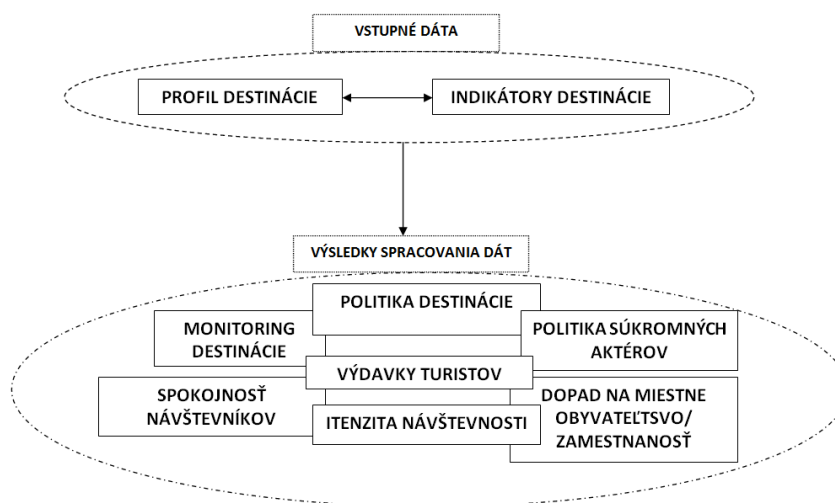 VSTUPNÉ DÁTA
PROFIL DESTINÁCIE
INDIKÁTORY DESTINÁCIE
VÝSLEDKY SPRACOVANIA DÁT
POLITIKA DESTINÁCIE
MONITORING
DESTINÁCIE
POLITIKA SÚKROMNÝCH
AKTÉROV
VÝDAVKY TURISTOV
SPOKOJNOSŤ
NÁVŠTEVNÍKOV
ITENZITA NÁVŠTEVNOSTI
DOPAD NA MIESTNE
OBYVATEĽTSVO/
ZAMESTNANOSŤ